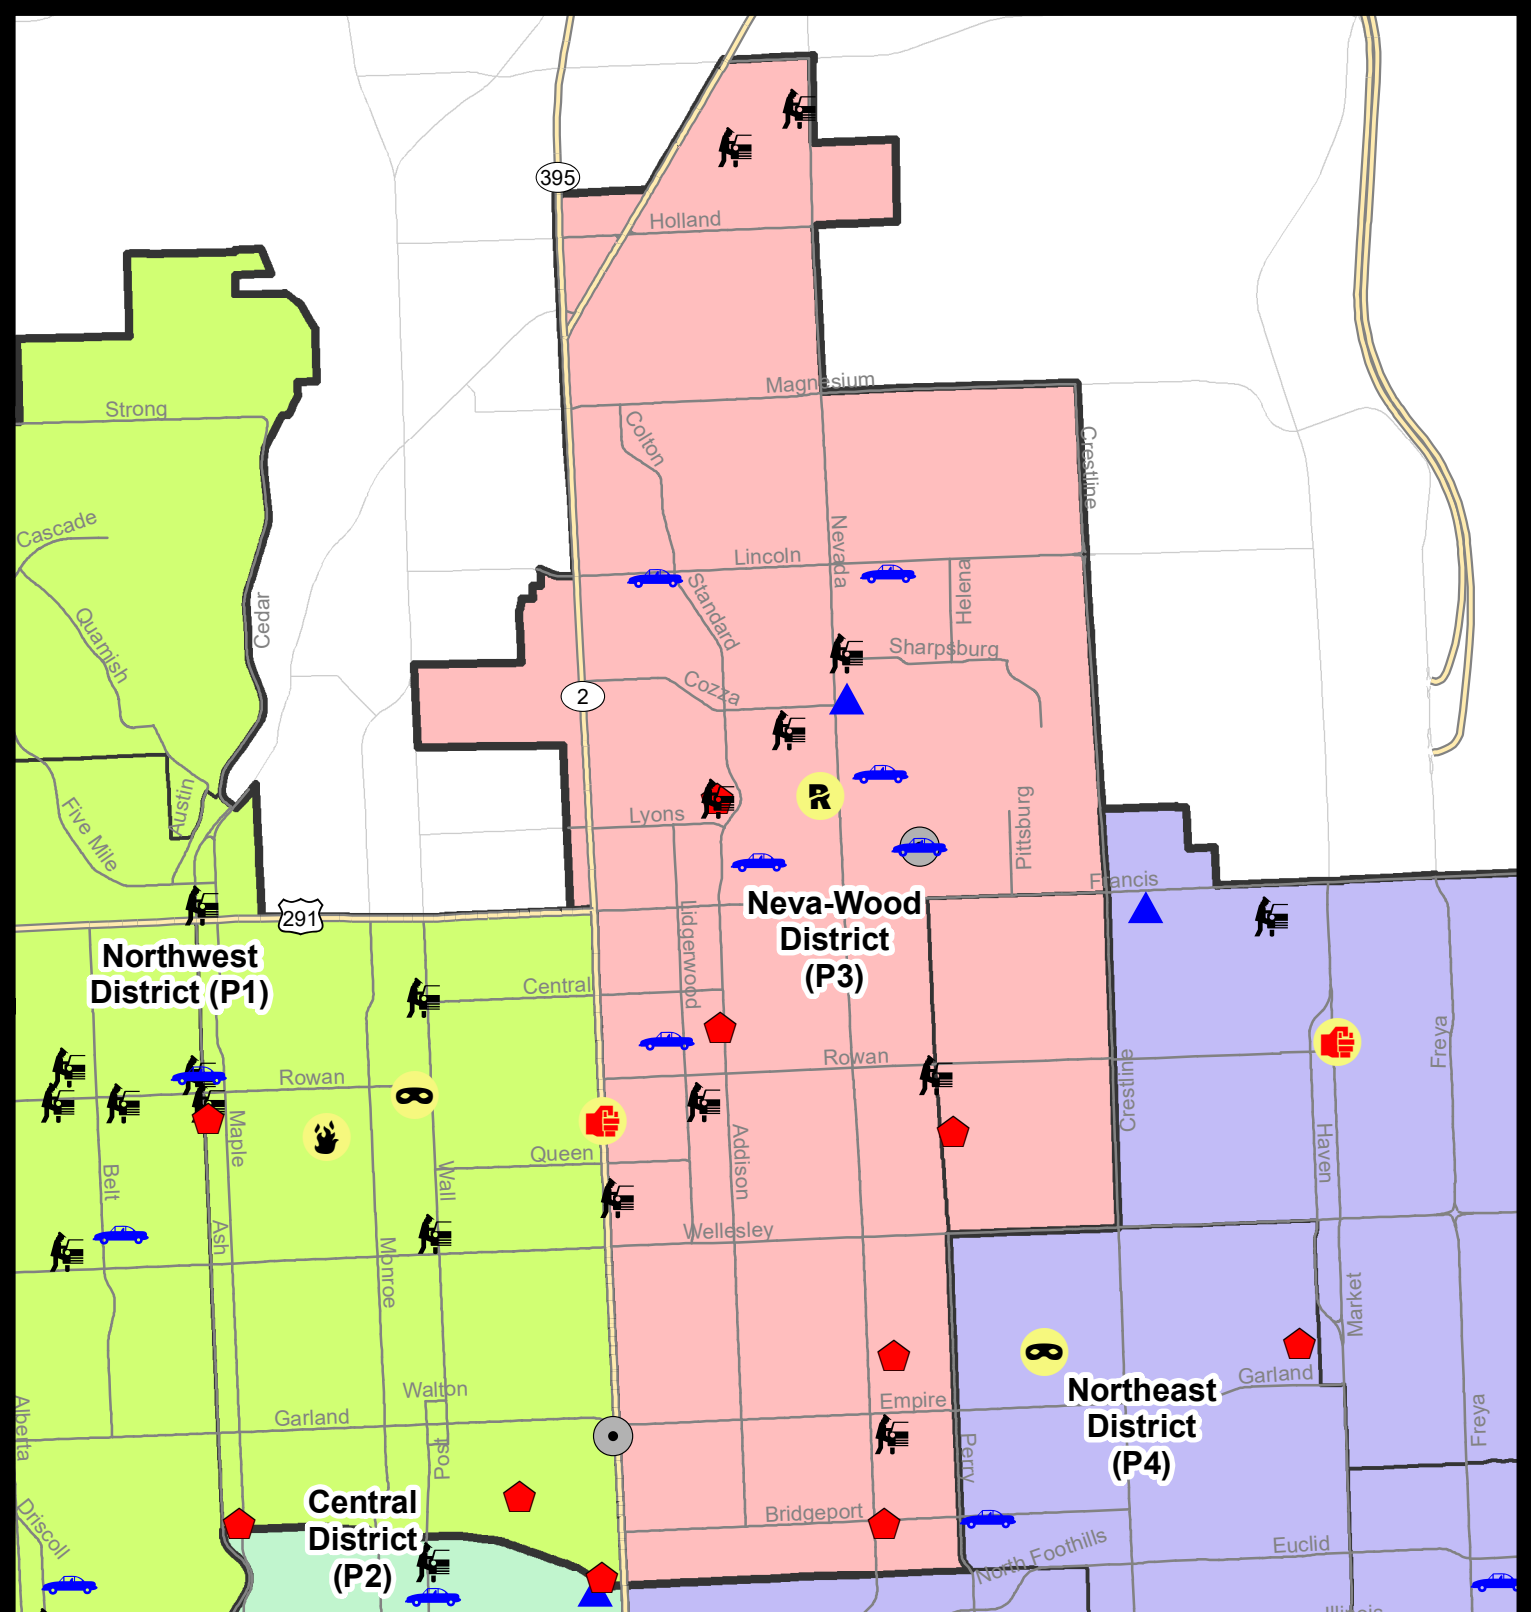 395
Holland
Magnesium
Strong
Colton
Crestline
Cascade
Nevada
Lincoln
Helena
Standard
Cedar
Quamish
Sharpsburg
Cozza
2
Austin
Five Mile
Lyons
Pittsburg
Francis
291
Neva-Wood
District
(P3)
Lidgerwood
Northwest
District (P1)
Central
Rowan
Rowan
Freya
Crestline
Maple
Queen
Addison
Haven
Belt
Wall
Ash
Monroe
Wellesley
Market
Garland
Northeast
District
(P4)
Walton
Empire
Garland
Alberta
Post
Perry
Freya
Central
District
(P2)
Bridgeport
Driscoll
North Foothills
Euclid